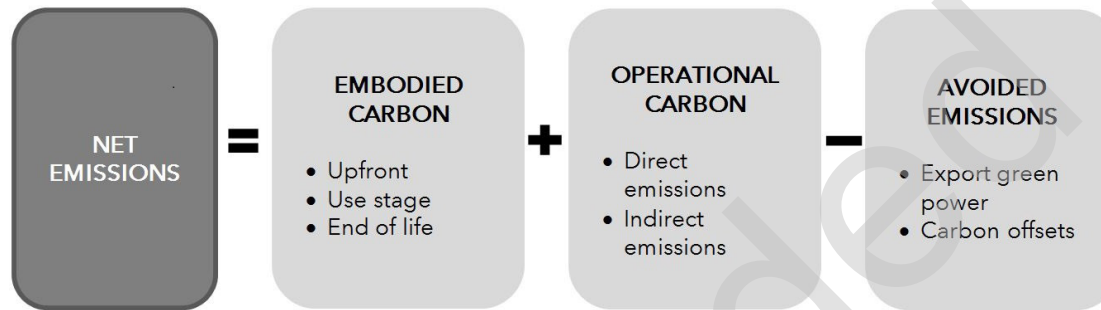 NET
EMISSIONS
=
EMBODIED
CARBON
• Upfront
• Use stage
• End of life
+
OPERATIONAL
CARBON
• Direct
emissions
• Indirect
emissions
−
AVOIDED
EMISSIONS
• Export green
power
• Carbon offsets
ded